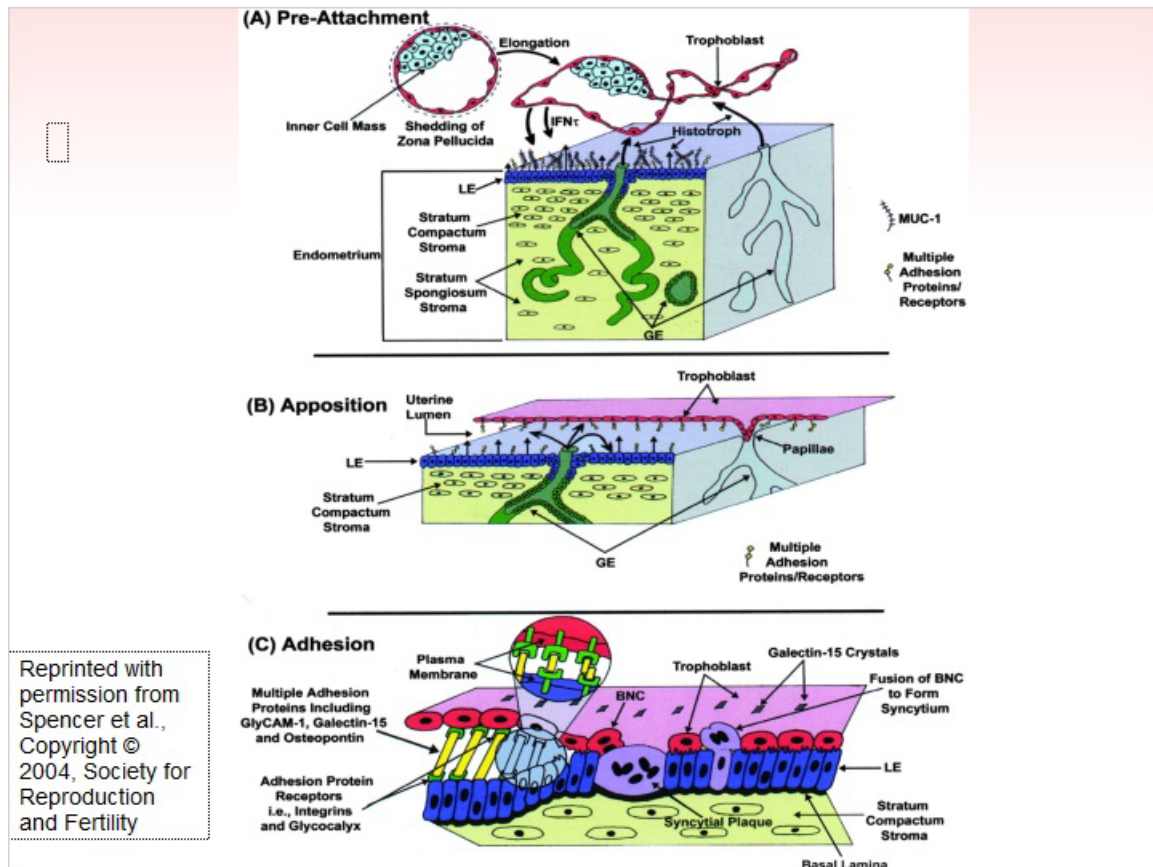 (A) Pre-Attachment
Elongation
Trophoblast
Inner Cell Mass
Shedding of
Zona Pellucida
IFNτ
Histotroph
LE
MUC-1
Stratum
Compactum
Stroma
Endometrium
Multiple
Adhesion
Proteins/
Receptors
Stratum
Spongiosum
Stroma
GE
(B) Apposition
Trophoblast
Uterine
Lumen
Papillae
LE
Stratum
Compactum
Stroma
GE
Multiple
Adhesion
Proteins/Receptors
(C) Adhesion
Plasma
Membrane
Trophoblast
Galectin-15 Crystals
Multiple Adhesion
Proteins Including
GlyCAM-1, Galectin-15
and Osteopontin
BNC
Fusion of BNC
to Form
Syncytium
LE
Adhesion Protein
Receptors
i.e., Integrins
and Glycocalyx
Syncytial Plaque
Stratum
Compactum
Stroma
Basal Lamina
Reprinted with
permission from
Spencer et al.,
Copyright ©
2004, Society for
Reproduction
and Fertility